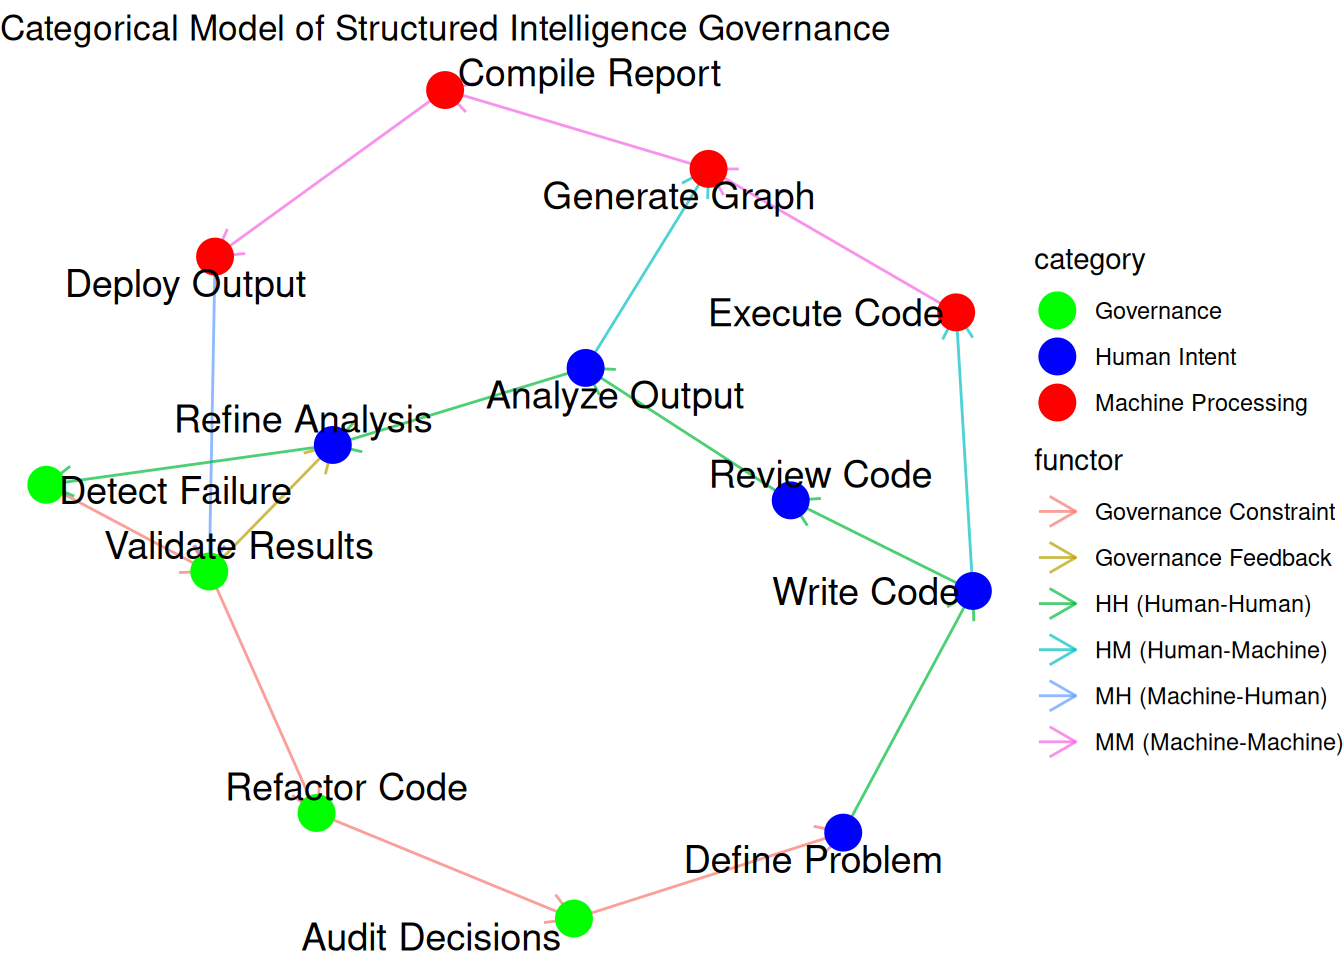 Categorical Model of Structured Intelligence Governance
Compile Report
Generate Graph
Deploy Output
Execute Code
Analyze Output
Refine Analysis
Review Code
Detect Failure
Validate Results
Write Code
Refactor Code
Define Problem
Audit Decisions
category
Governance
Human Intent
Machine Processing
functor
Governance Constraint
Governance Feedback
HH (Human-Human)
HM (Human-Machine)
MH (Machine-Human)
MM (Machine-Machine)